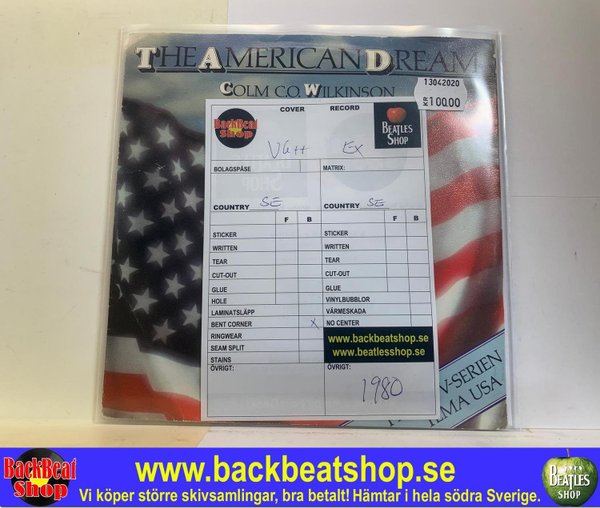 THE AMERICAN DREAM
COLM C.O. WILKINSON
13042020
KR 100.00
COVER RECORD
BackBeat Shop
BEATLES SHOP
VG++ EX
BOLAGSPÅSE MATRIX:
COUNTRY SE COUNTRY SE
F B F B
STICKER STICKER
WRITTEN WRITTEN
TEAR TEAR
CUT-OUT CUT-OUT
GLUE GLUE
HOLE VINYLBUBBLOR
LAMINATSLÄPP VÄRMESKADA
BENT CORNER X NO CENTER
RINGWEAR
SEAM SPLIT
STAINS
www.backbeatshop.se
www.beatlesshop.se
ÖVRIGT: ÖVRIGT:
1980
V-SERIEN
USA
BackBeat Shop
www.backbeatshop.se
Vi köper större skivsamlingar, bra betalt! Hämtar i hela södra Sverige.
BEATLES SHOP